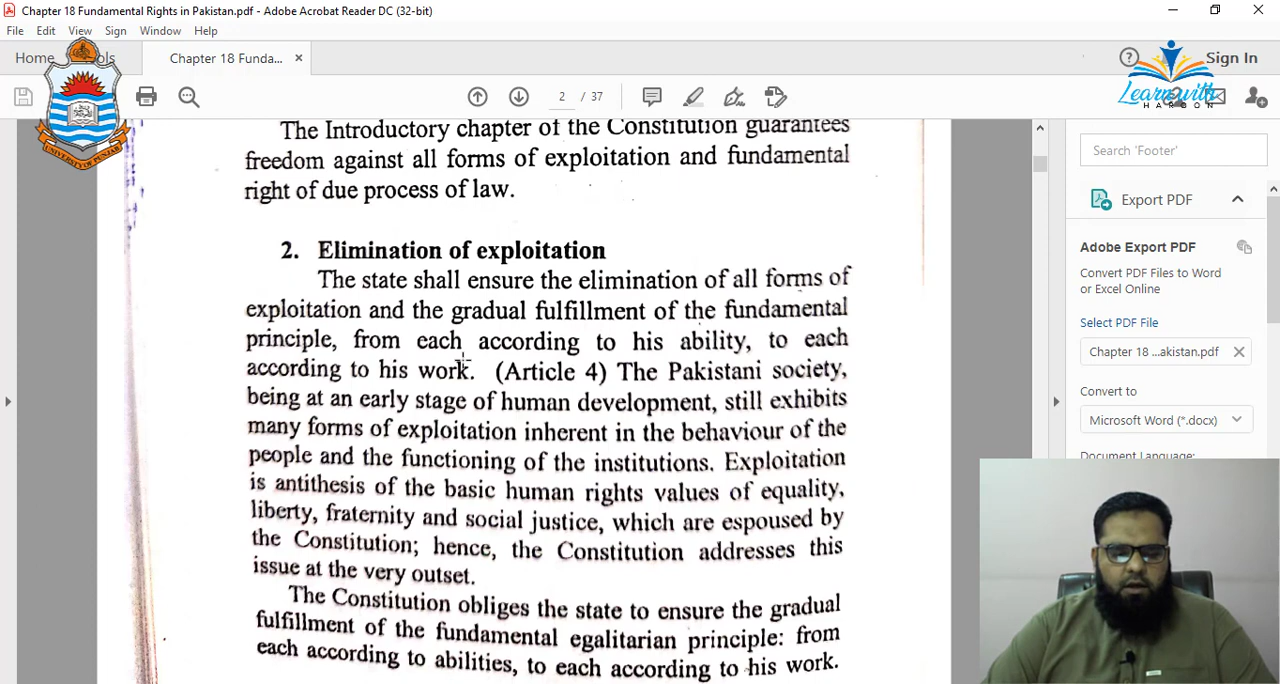 Chapter 18 Fundamental Rights in Pakistan.pdf - Adobe Acrobat Reader DC (32-bit)
File Edit View Sign Window Help
Home Tools Chapter 18 Funda... Sign In
2 / 37
Learn with
HAROON
UNIVERSITY OF PUNJAB
The Introductory chapter of the Constitution guarantees
freedom against all forms of exploitation and fundamental
right of due process of law.
2. Elimination of exploitation
The state shall ensure the elimination of all forms of
exploitation and the gradual fulfillment of the fundamental
principle, from each according to his ability, to each
according to his work. (Article 4) The Pakistani society,
being at an early stage of human development, still exhibits
many forms of exploitation inherent in the behaviour of the
people and the functioning of the institutions. Exploitation
is antithesis of the basic human rights values of equality,
liberty, fraternity and social justice, which are espoused by
the Constitution; hence, the Constitution addresses this
issue at the very outset.
The Constitution obliges the state to ensure the gradual
fulfillment of the fundamental egalitarian principle: from
each according to abilities, to each according to his work.
Search 'Footer'
Export PDF
Adobe Export PDF
Convert PDF Files to Word
or Excel Online
Select PDF File
Chapter 18 ...akistan.pdf
Convert to
Microsoft Word (*.docx)
Document Language: